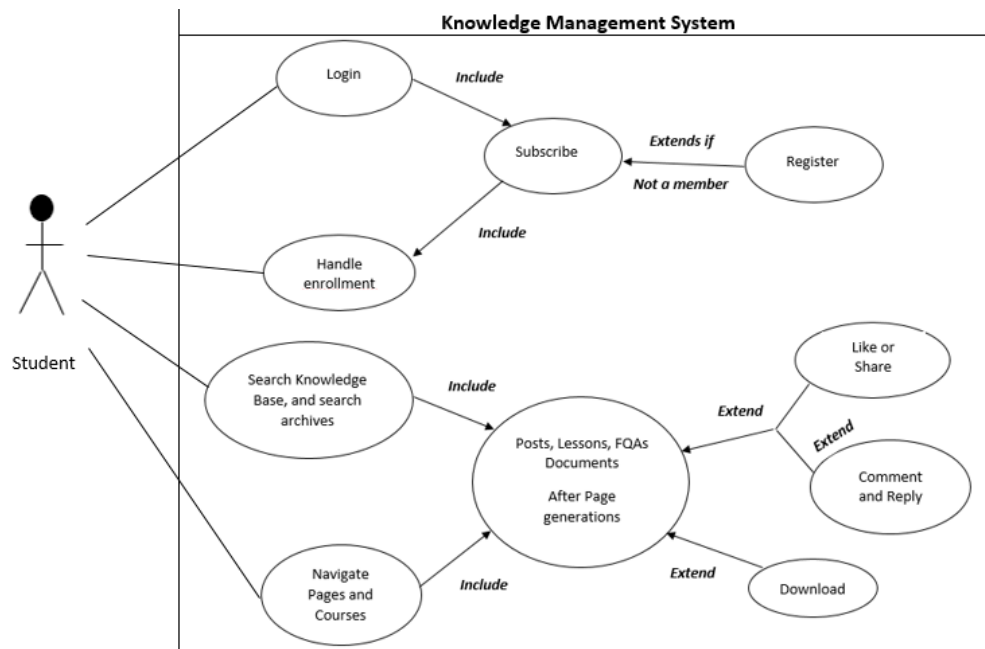 Knowledge Management System
Login
Include
Subscribe
Extends if
Not a member
Register
Include
Handle
enrollment
Student
Search Knowledge
Base, and search
archives
Include
Posts, Lessons, FQAs
Documents
After Page
generations
Like or
Share
Extend
Extend
Comment
and Reply
Navigate
Pages and
Courses
Include
Extend
Download